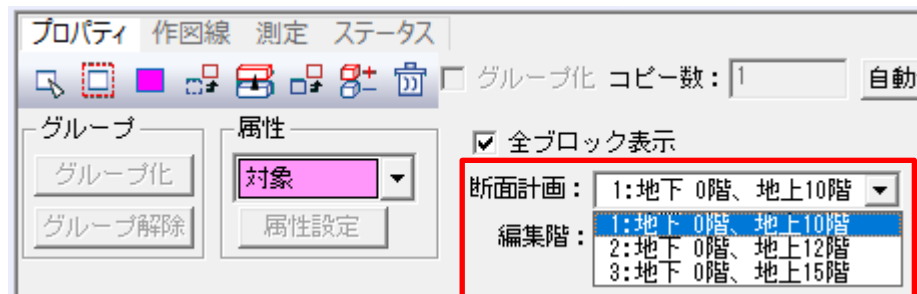 プロパティ 作図線 測定 ステータス
グループ化 コピー数：1 自動
グループ
グループ化
グループ解除
属性
対象
属性設定
全ブロック表示
断面計画： 1:地下 0階、地上10階
編集階：
1:地下 0階、地上10階
2:地下 0階、地上12階
3:地下 0階、地上15階